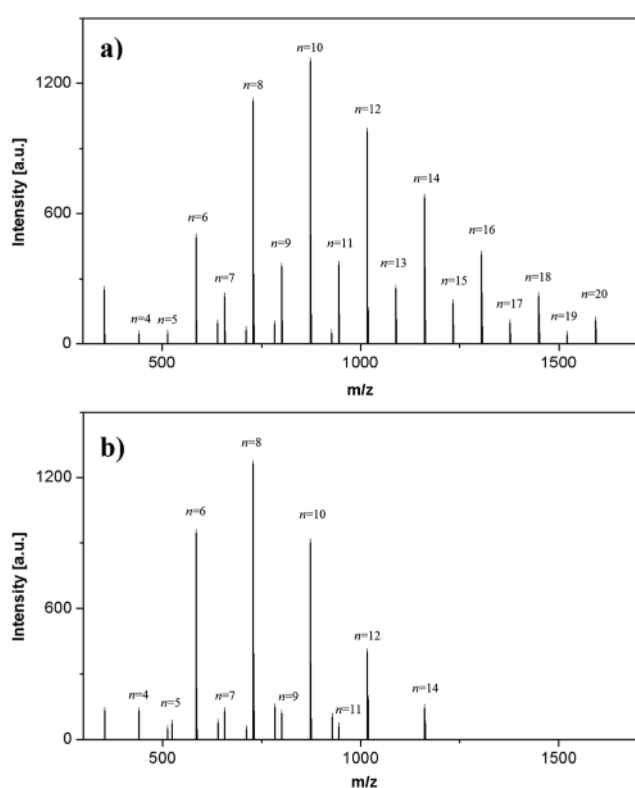 a)
n=10
n=8
n=12
n=14
n=6
n=16
n=9
n=11
n=7
n=13
n=15
n=18
n=4
n=5
n=17
n=19
n=20
1200
600
0
Intensity [a.u.]
500
1000
1500
m/z
b)
n=8
n=6
n=10
n=12
n=4
n=5
n=7
n=9
n=11
n=14
1200
600
0
Intensity [a.u.]
500
1000
1500
m/z